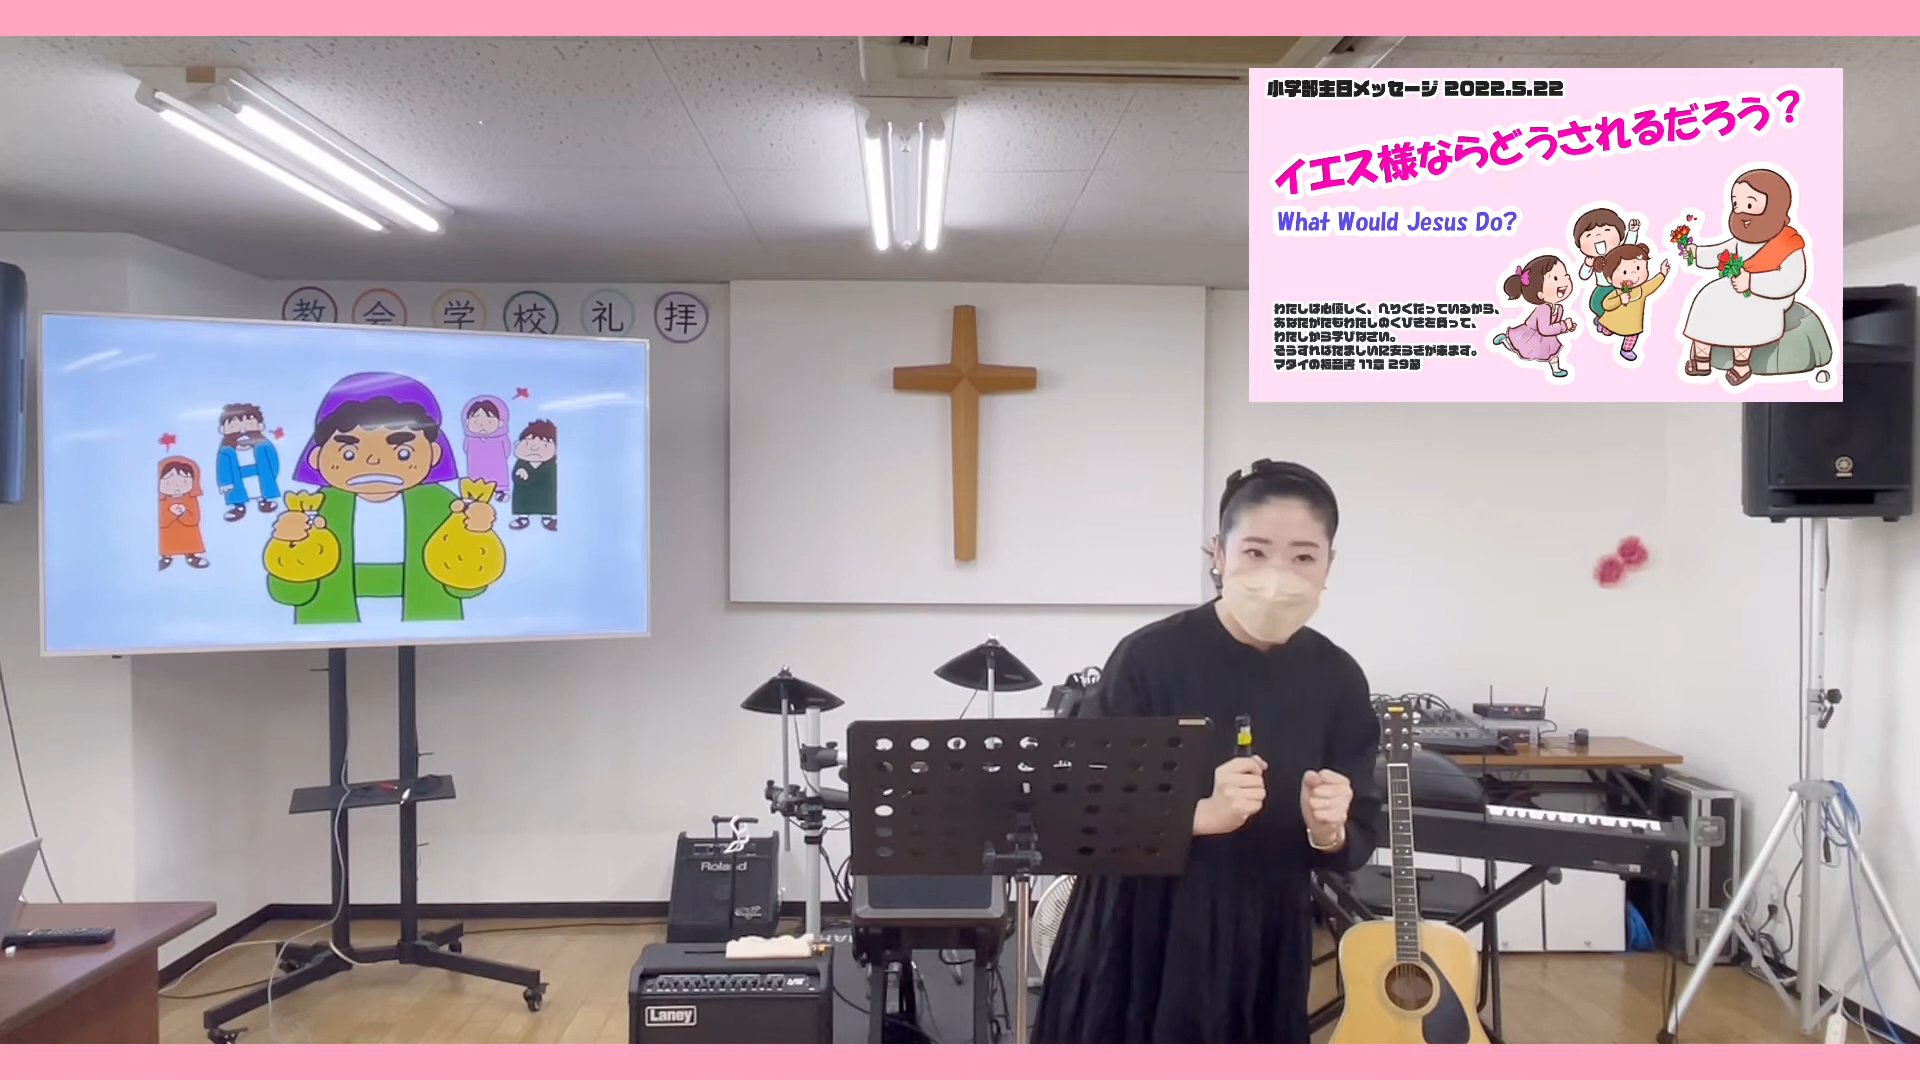 小学部主日メッセージ 2022.5.22
イエス様ならどうされるだろう？
What Would Jesus Do?
わたしは心優しく、へりくだっているから、
あなたがたもわたしのくびきを負って、
わたしから学びなさい。
そうすればたましいに安らぎが来ます。
マタイの福音書 11章 29節
教会学校礼拝
Roland
Laney